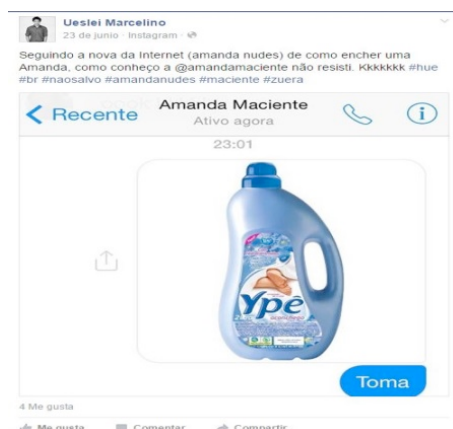 Ueslei Marcelino
23 de junio · Instagram ·
Seguindo a nova da Internet (amanda nudes) de como encher uma
Amanda, como conheço a @amandamaciente não resisti. Kkkkkkk #hue
#br #naosalvo #amandanudes #maciente #zuera
Recente
Amanda Maciente
Ativo agora
23:01
Ypê
Toma
4 Me gusta
Me gusta Comentar Compartir